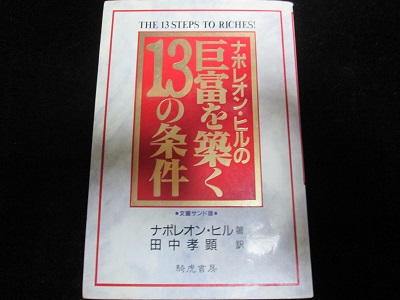 THE 13 STEPS TO RICHES!
ナポレオン・ヒルの
巨富を築く
13の条件
★文庫サンド版★
ナポレオン・ヒル 著
田中孝顕 訳
騎虎書房